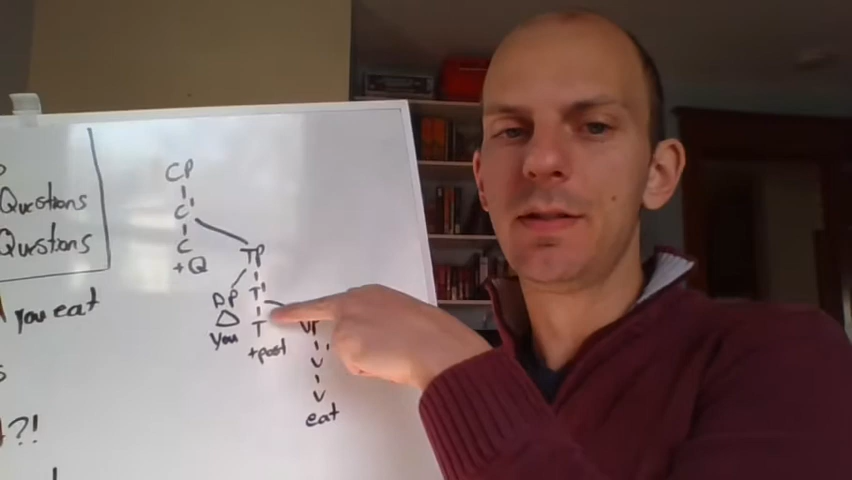 Questions
Questions
you eat
?!
CP
C'
C
+Q
TP
DP T'
You T
+past
VP
V'
V
eat